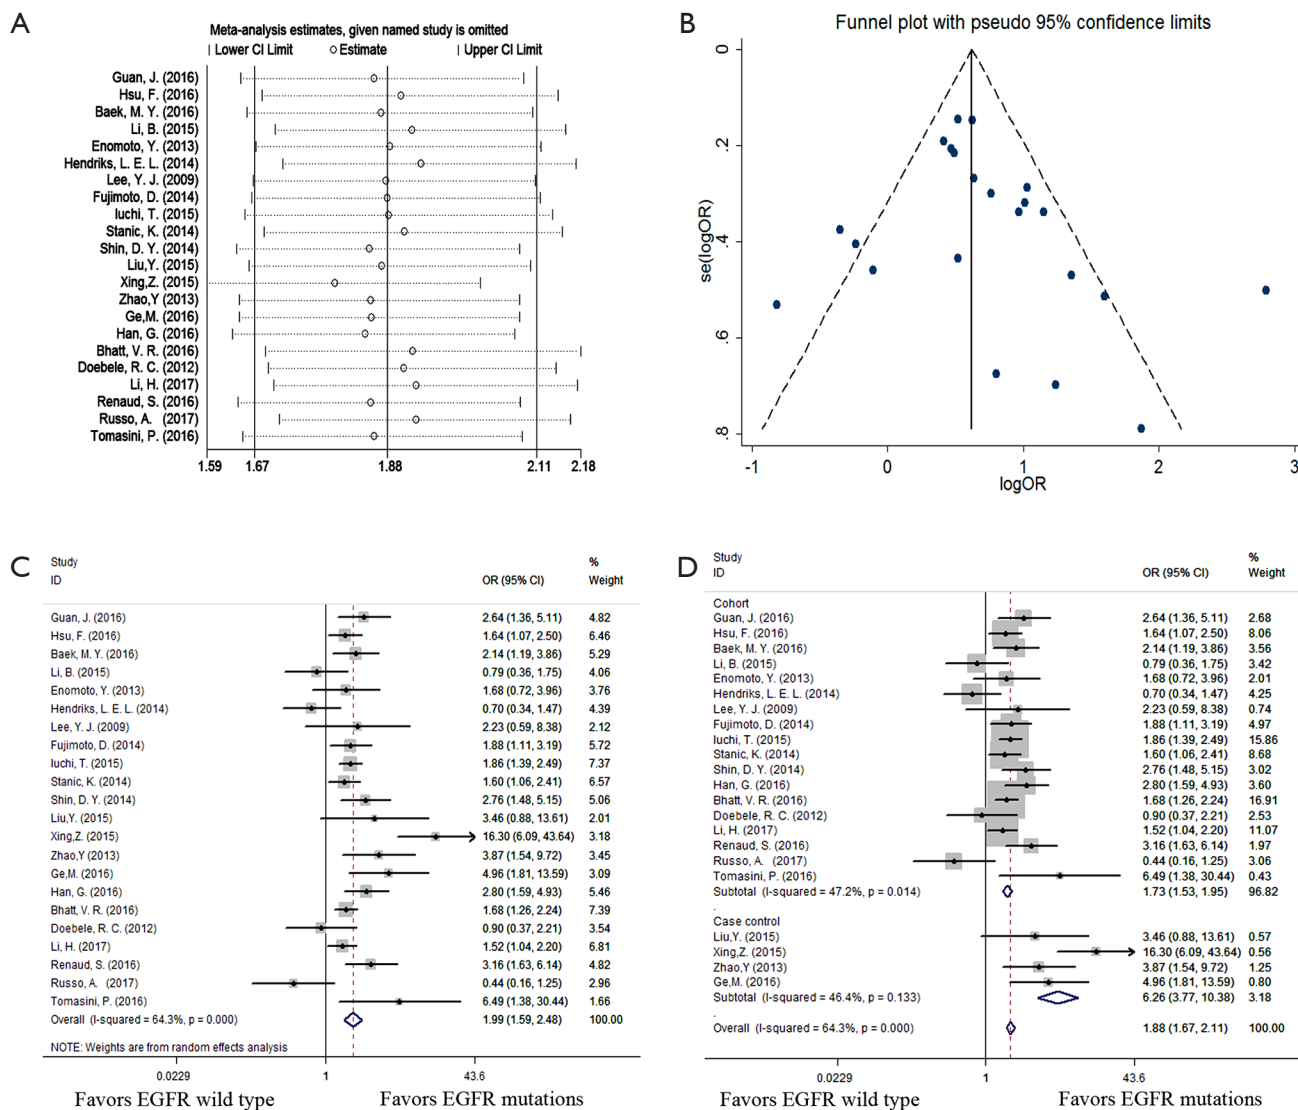 A
Meta-analysis estimates, given named study is omitted
| Lower CI Limit ○ Estimate | Upper CI Limit
Guan, J. (2016)
Hsu, F. (2016)
Baek, M. Y. (2016)
Li, B. (2015)
Enomoto, Y. (2013)
Hendriks, L. E. L. (2014)
Lee, Y. J. (2009)
Fujimoto, D. (2014)
Iuchi, T. (2015)
Stanic, K. (2014)
Shin, D. Y. (2014)
Liu,Y. (2015)
Xing,Z. (2015)
Zhao,Y (2013)
Ge,M. (2016)
Han, G. (2016)
Bhatt, V. R. (2016)
Doebele, R. C. (2012)
Li, H. (2017)
Renaud, S. (2016)
Russo, A. (2017)
Tomasini, P. (2016)
1.59 1.67 1.88 2.11 2.18
B
Funnel plot with pseudo 95% confidence limits
se(logOR)
0
.2
.4
.6
.8
-1 0 1 2 3
logOR
C
Study %
ID OR (95% CI) Weight
Guan, J. (2016) 2.64 (1.36, 5.11) 4.82
Hsu, F. (2016) 1.64 (1.07, 2.50) 6.46
Baek, M. Y. (2016) 2.14 (1.19, 3.86) 5.29
Li, B. (2015) 0.79 (0.36, 1.75) 4.06
Enomoto, Y. (2013) 1.68 (0.72, 3.96) 3.76
Hendriks, L. E. L. (2014) 0.70 (0.34, 1.47) 4.39
Lee, Y. J. (2009) 2.23 (0.59, 8.38) 2.12
Fujimoto, D. (2014) 1.88 (1.11, 3.19) 5.72
Iuchi, T. (2015) 1.86 (1.39, 2.49) 7.37
Stanic, K. (2014) 1.60 (1.06, 2.41) 6.57
Shin, D. Y. (2014) 2.76 (1.48, 5.15) 5.06
Liu,Y. (2015) 3.46 (0.88, 13.61) 2.01
Xing,Z. (2015) 16.30 (6.09, 43.64) 3.18
Zhao,Y (2013) 3.87 (1.54, 9.72) 3.45
Ge,M. (2016) 4.96 (1.81, 13.59) 3.09
Han, G. (2016) 2.80 (1.59, 4.93) 5.46
Bhatt, V. R. (2016) 1.68 (1.26, 2.24) 7.39
Doebele, R. C. (2012) 0.90 (0.37, 2.21) 3.54
Li, H. (2017) 1.52 (1.04, 2.20) 6.81
Renaud, S. (2016) 3.16 (1.63, 6.14) 4.82
Russo, A. (2017) 0.44 (0.16, 1.25) 2.96
Tomasini, P. (2016) 6.49 (1.38, 30.44) 1.66
Overall (I-squared = 64.3%, p = 0.000) 1.99 (1.59, 2.48) 100.00
NOTE: Weights are from random effects analysis
0.0229 1 43.6
Favors EGFR wild type Favors EGFR mutations
D
Study %
ID OR (95% CI) Weight
Cohort
Guan, J. (2016) 2.64 (1.36, 5.11) 2.68
Hsu, F. (2016) 1.64 (1.07, 2.50) 8.06
Baek, M. Y. (2016) 2.14 (1.19, 3.86) 3.56
Li, B. (2015) 0.79 (0.36, 1.75) 3.42
Enomoto, Y. (2013) 1.68 (0.72, 3.96) 2.01
Hendriks, L. E. L. (2014) 0.70 (0.34, 1.47) 4.25
Lee, Y. J. (2009) 2.23 (0.59, 8.38) 0.74
Fujimoto, D. (2014) 1.88 (1.11, 3.19) 4.97
Iuchi, T. (2015) 1.86 (1.39, 2.49) 15.86
Stanic, K. (2014) 1.60 (1.06, 2.41) 8.68
Shin, D. Y. (2014) 2.76 (1.48, 5.15) 3.02
Han, G. (2016) 2.80 (1.59, 4.93) 3.60
Bhatt, V. R. (2016) 1.68 (1.26, 2.24) 16.91
Doebele, R. C. (2012) 0.90 (0.37, 2.21) 2.53
Li, H. (2017) 1.52 (1.04, 2.20) 11.07
Renaud, S. (2016) 3.16 (1.63, 6.14) 1.97
Russo, A. (2017) 0.44 (0.16, 1.25) 3.06
Tomasini, P. (2016) 6.49 (1.38, 30.44) 0.43
Subtotal (I-squared = 47.2%, p = 0.014) 1.73 (1.53, 1.95) 96.82
.
Case control
Liu,Y. (2015) 3.46 (0.88, 13.61) 0.57
Xing,Z. (2015) 16.30 (6.09, 43.64) 0.56
Zhao,Y (2013) 3.87 (1.54, 9.72) 1.25
Ge,M. (2016) 4.96 (1.81, 13.59) 0.80
Subtotal (I-squared = 46.4%, p = 0.133) 6.26 (3.77, 10.38) 3.18
.
Overall (I-squared = 64.3%, p = 0.000) 1.88 (1.67, 2.11) 100.00
0.0229 1 43.6
Favors EGFR wild type Favors EGFR mutations